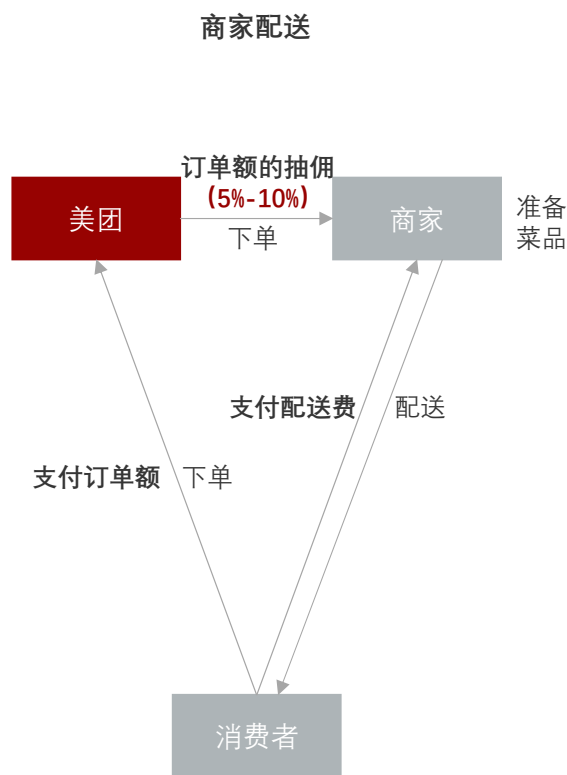 商家配送
订单额的抽佣
(5%-10%)
美团
下单
商家
准备
菜品
支付配送费
配送
支付订单额
下单
消费者